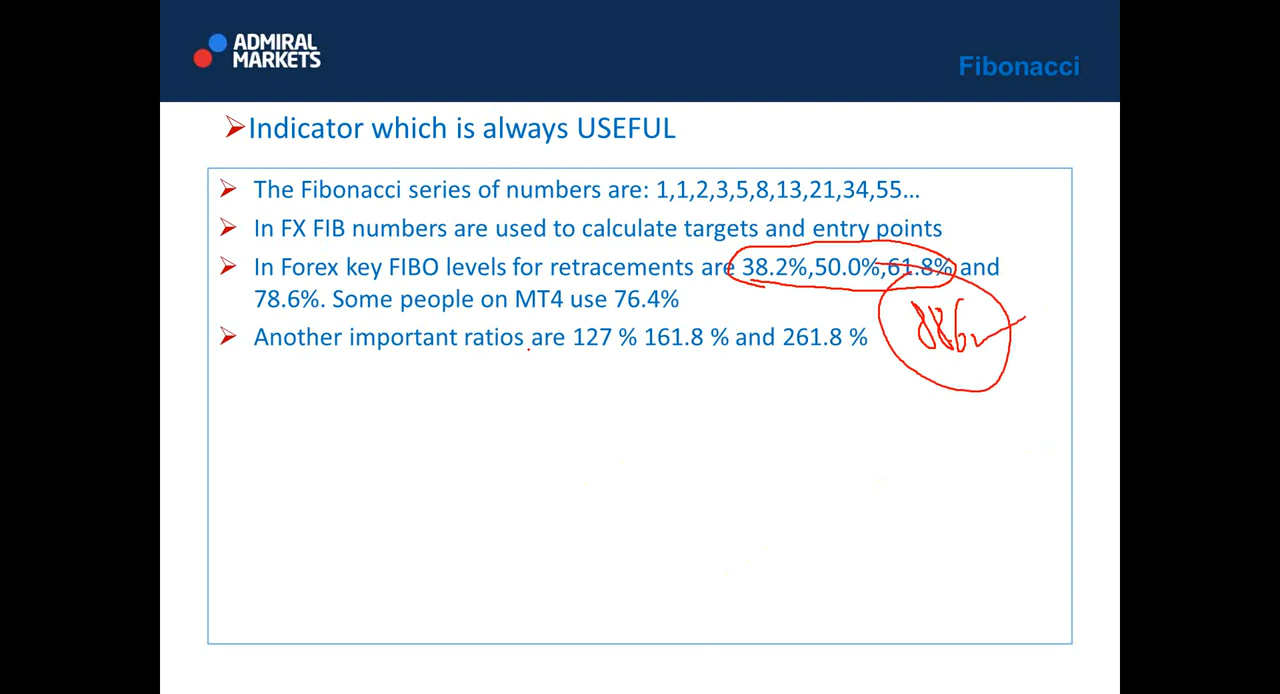 ADMIRAL
MARKETS
Fibonacci
Indicator which is always USEFUL
The Fibonacci series of numbers are: 1,1,2,3,5,8,13,21,34,55...
In FX FIB numbers are used to calculate targets and entry points
In Forex key FIBO levels for retracements are 38.2%,50.0%,61.8% and
78.6%. Some people on MT4 use 76.4%
886
Another important ratios are 127 % 161.8 % and 261.8 %